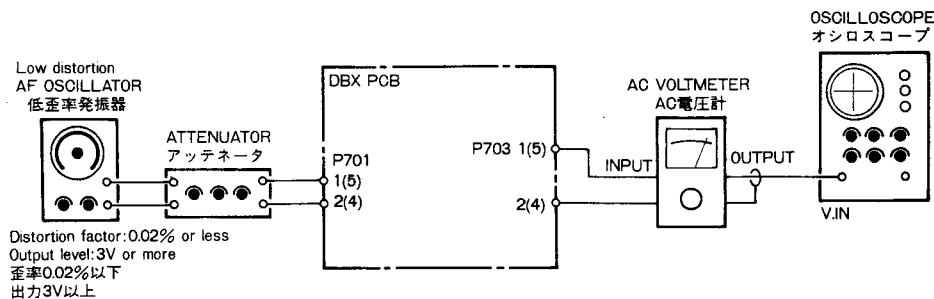 OSCILLOSCOPE
オシロスコープ
Low distortion
AF OSCILLATOR
低歪率発振器
ATTENUATOR
アッテネータ
DBX PCB
AC VOLTMETER
AC電圧計
P701
1(5)
2(4)
P703 1(5)
2(4)
INPUT
OUTPUT
V.IN
Distortion factor:0.02% or less
Output level:3V or more
歪率0.02%以下
出力3V以上